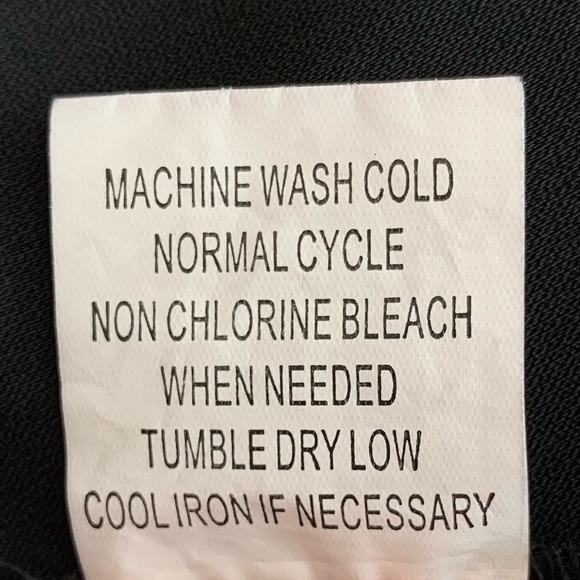 MACHINE WASH COLD
NORMAL CYCLE
NON CHLORINE BLEACH
WHEN NEEDED
TUMBLE DRY LOW
COOL IRON IF NECESSARY